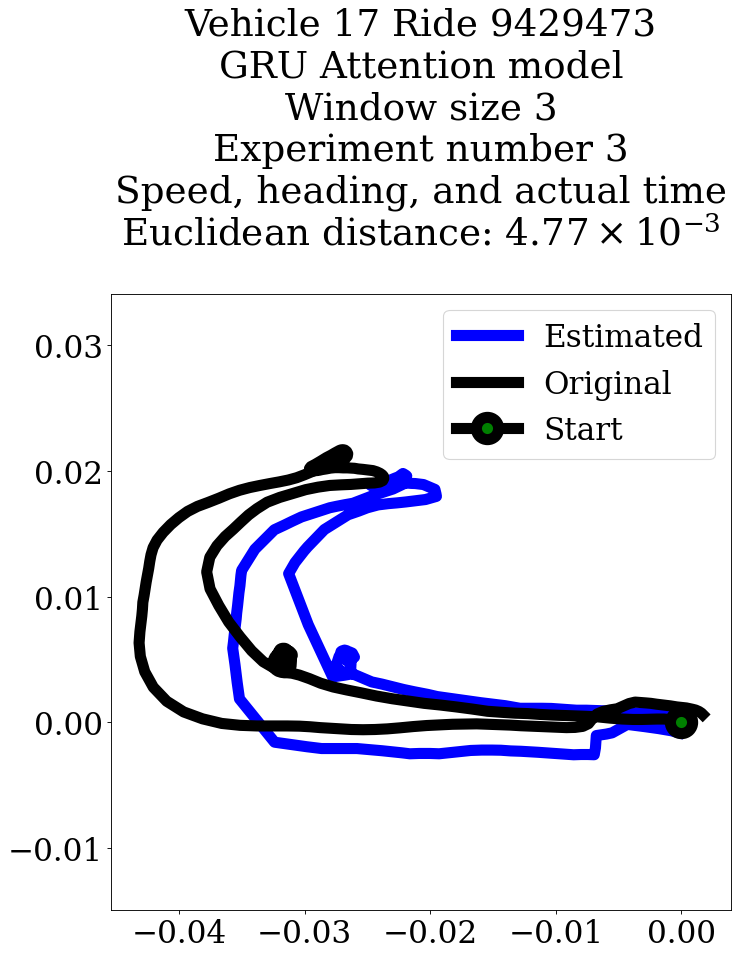 Vehicle 17 Ride 9429473
GRU Attention model
Window size 3
Experiment number 3
Speed, heading, and actual time
Euclidean distance: 4.77 × 10⁻³
Estimated
Original
Start
0.03
0.02
0.01
0.00
−0.01
−0.04 −0.03 −0.02 −0.01 0.00